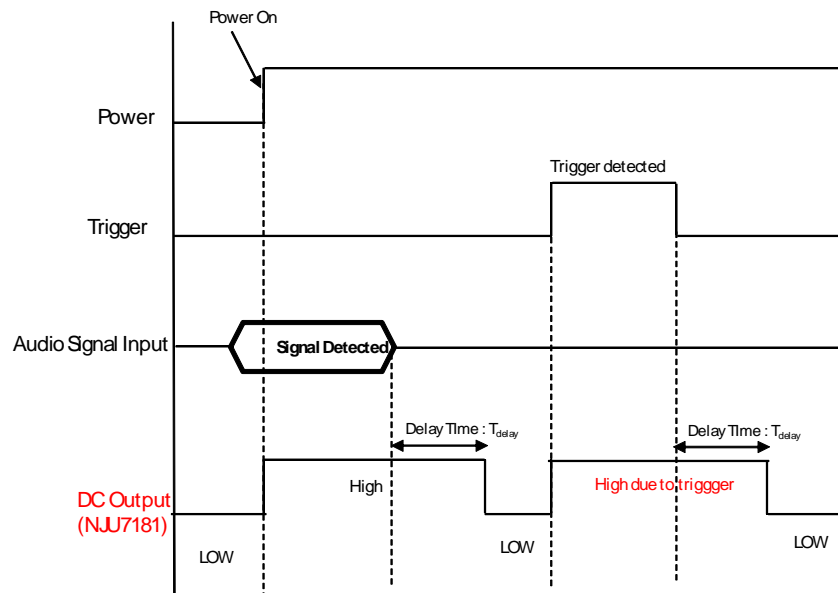 Power On
Power
Trigger detected
Trigger
Audio Signal Input
Signal Detected
Delay TIme : Tdelay
Delay TIme : Tdelay
DC Output
(NJU7181)
High
High due to triggger
LOW
LOW
LOW